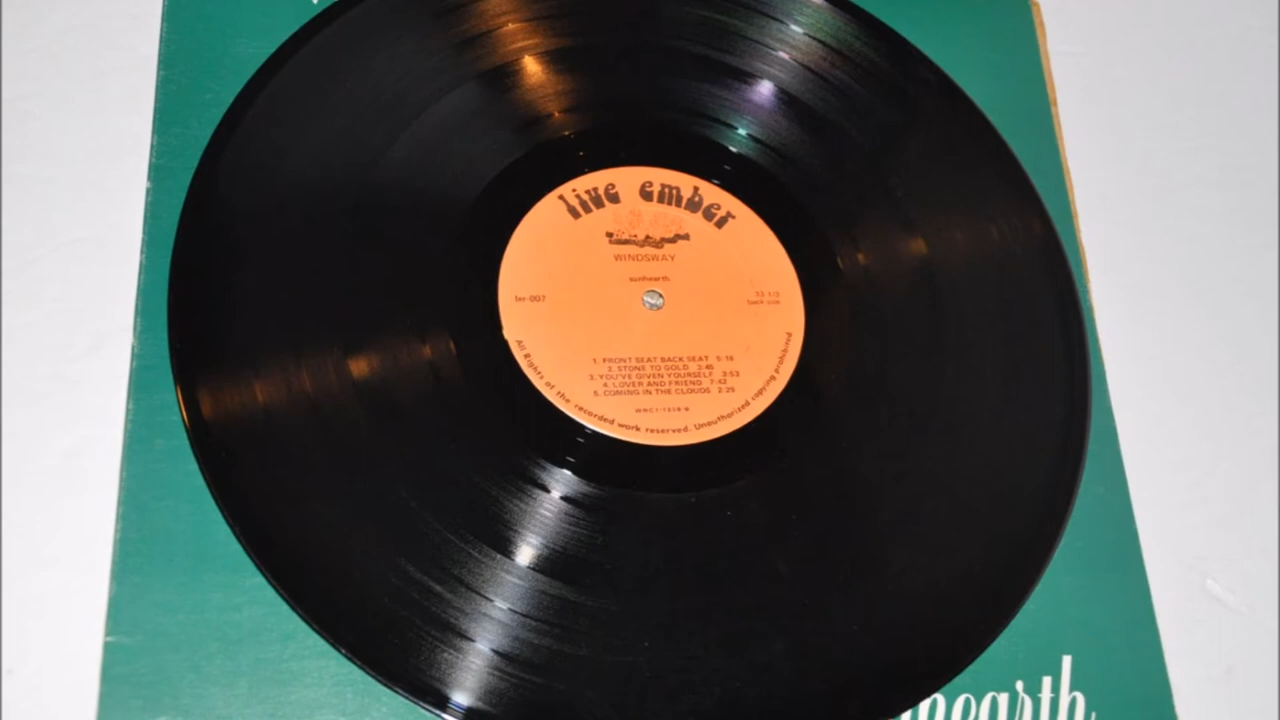 live ember
WINDSWAY
sunhearth
ler-007
33 1/3
back side
1. FRONT SEAT BACK SEAT 5:18
2. STONE TO GOLD 3:45
3. YOU'VE GIVEN YOURSELF 3:53
4. LOVER AND FRIEND 7:42
5. COMING IN THE CLOUDS 2:29
All Rights of the recorded work reserved. Unauthorized copying prohibited